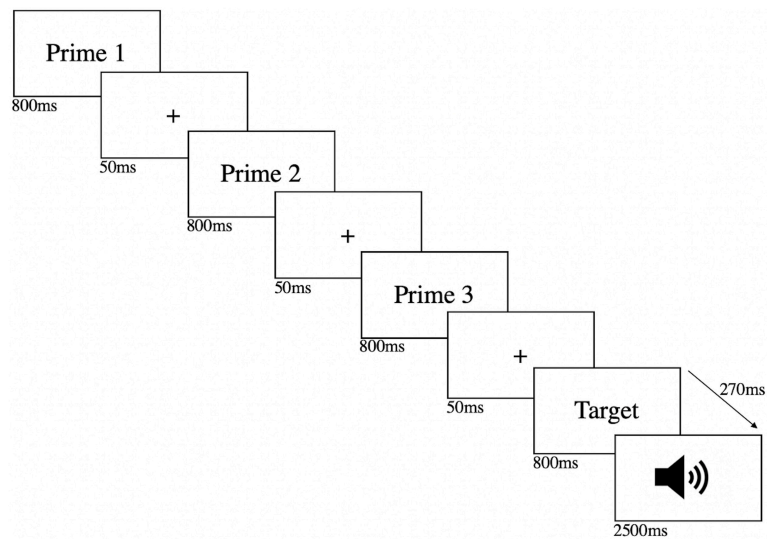 Prime 1
800ms
+
50ms
Prime 2
800ms
+
50ms
Prime 3
800ms
+
50ms
Target
800ms
270ms
2500ms